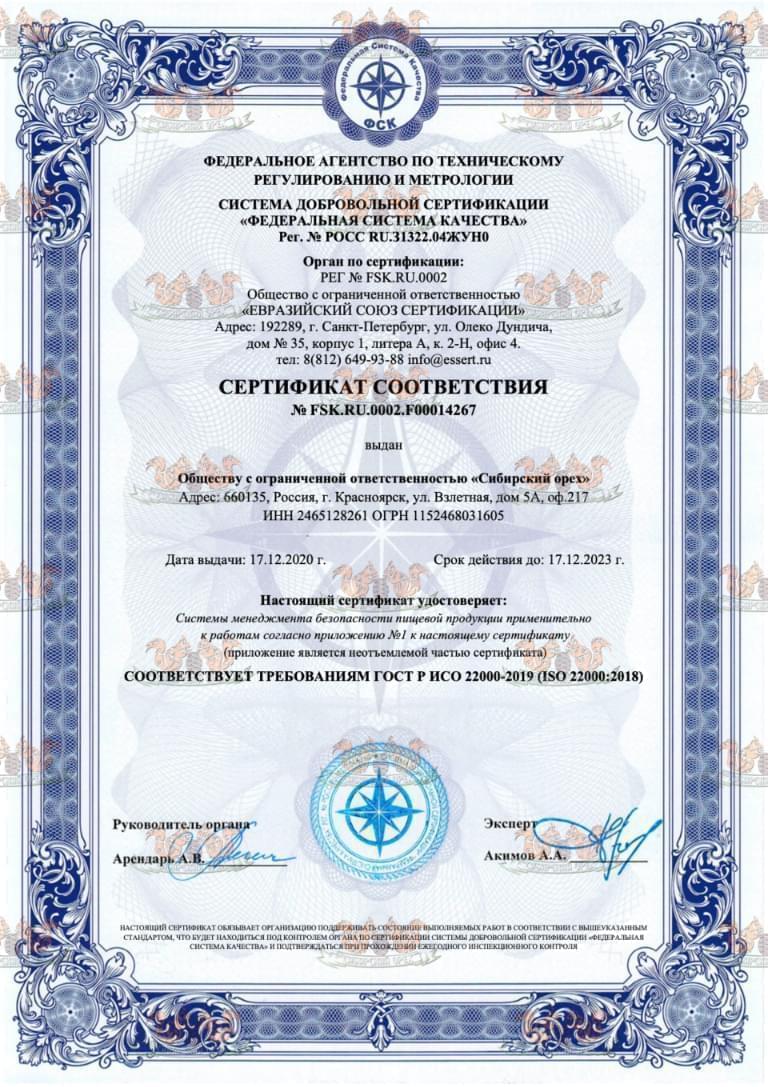 Федеральная Система Качества
ФСК
ФЕДЕРАЛЬНОЕ АГЕНТСТВО ПО ТЕХНИЧЕСКОМУ
РЕГУЛИРОВАНИЮ И МЕТРОЛОГИИ
СИСТЕМА ДОБРОВОЛЬНОЙ СЕРТИФИКАЦИИ
«ФЕДЕРАЛЬНАЯ СИСТЕМА КАЧЕСТВА»
Рег. № РОСС RU.31322.04ЖУН0
Орган по сертификации:
РЕГ № FSK.RU.0002
Общество с ограниченной ответственностью
«ЕВРАЗИЙСКИЙ СОЮЗ СЕРТИФИКАЦИИ»
Адрес: 192289, г. Санкт-Петербург, ул. Олеко Дундича,
дом № 35, корпус 1, литера А, к. 2-Н, офис 4.
тел: 8(812) 649-93-88 info@essert.ru
СЕРТИФИКАТ СООТВЕТСТВИЯ
№ FSK.RU.0002.F00014267
выдан
Обществу с ограниченной ответственностью «Сибирский орех»
Адрес: 660135, Россия, г. Красноярск, ул. Взлетная, дом 5А, оф.217
ИНН 2465128261 ОГРН 1152468031605
Дата выдачи: 17.12.2020 г. Срок действия до: 17.12.2023 г.
Настоящий сертификат удостоверяет:
Системы менеджмента безопасности пищевой продукции применительно
к работам согласно приложению №1 к настоящему сертификату
(приложение является неотъемлемой частью сертификата)
СООТВЕТСТВУЕТ ТРЕБОВАНИЯМ ГОСТ Р ИСО 22000-2019 (ISO 22000:2018)
Руководитель органа Эксперт
Арендарь А.В. Акимов А.А.
НАСТОЯЩИЙ СЕРТИФИКАТ ОБЯЗЫВАЕТ ОРГАНИЗАЦИЮ ПОДДЕРЖИВАТЬ СОСТОЯНИЕ ВЫПОЛНЯЕМЫХ РАБОТ В СООТВЕТСТВИИ С ВЫШЕУКАЗАННЫМ
СТАНДАРТОМ, ЧТО БУДЕТ НАХОДИТЬСЯ ПОД КОНТРОЛЕМ ОРГАНА ПО СЕРТИФИКАЦИИ СИСТЕМЫ ДОБРОВОЛЬНОЙ СЕРТИФИКАЦИИ «ФЕДЕРАЛЬНАЯ
СИСТЕМА КАЧЕСТВА» И ПОДТВЕРЖДАТЬСЯ ПРИ ПРОХОЖДЕНИИ ЕЖЕГОДНОГО ИНСПЕКЦИОННОГО КОНТРОЛЯ